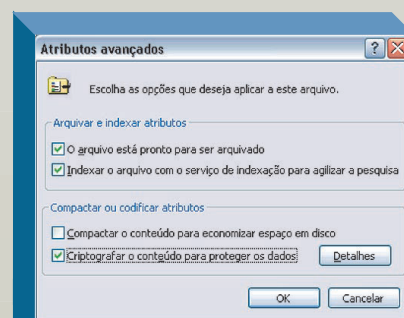 Atributos avançados
Escolha as opções que deseja aplicar a este arquivo.
Arquivar e indexar atributos
O arquivo está pronto para ser arquivado
Indexar o arquivo com o serviço de indexação para agilizar a pesquisa
Compactar ou codificar atributos
Compactar o conteúdo para economizar espaço em disco
Criptografar o conteúdo para proteger os dados
Detalhes
OK
Cancelar